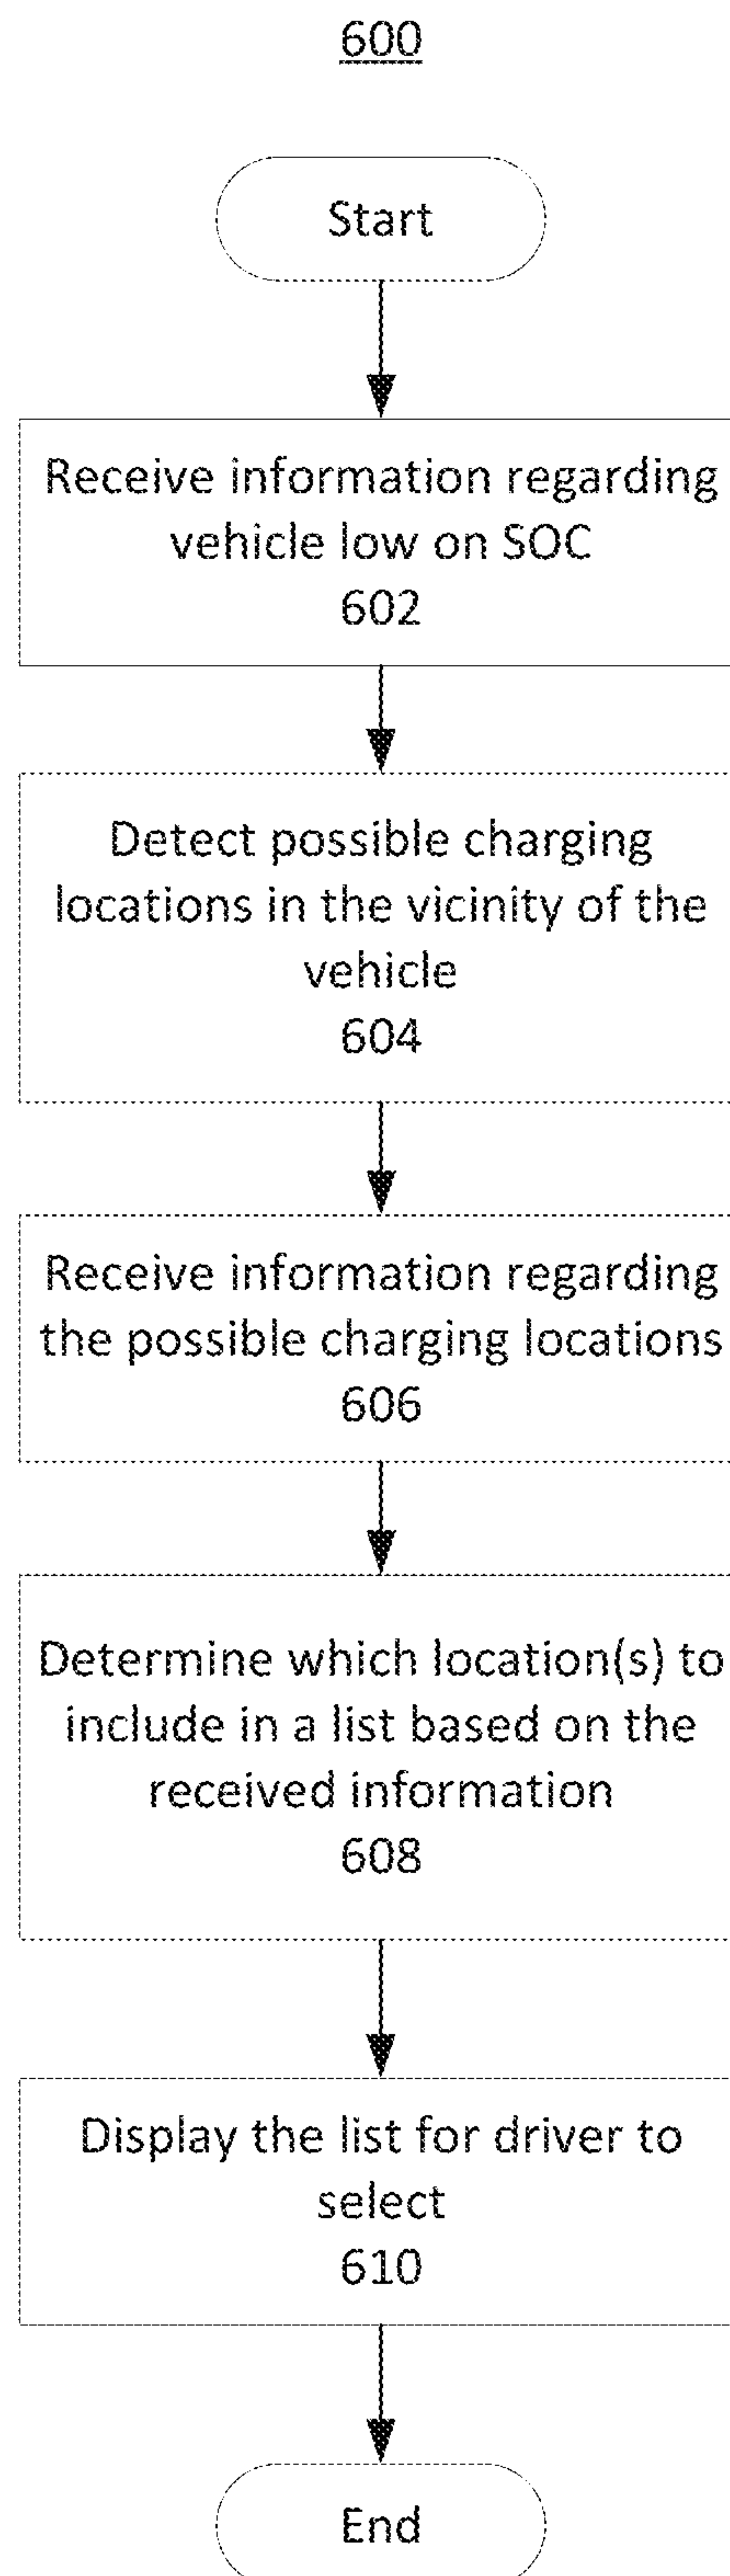 600
Start
Receive information regarding
vehicle low on SOC
602
Detect possible charging
locations in the vicinity of the
vehicle
604
Receive information regarding
the possible charging locations
606
Determine which location(s) to
include in a list based on the
received information
608
Display the list for driver to
select
610
End